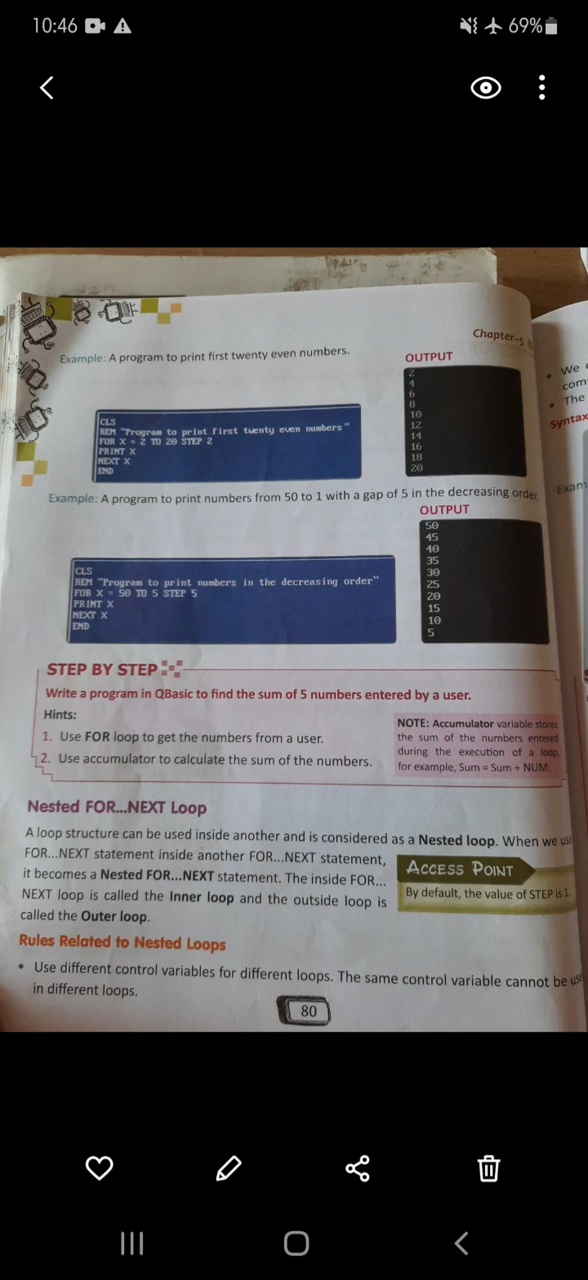 10:46
69%
Chapter-5
Example: A program to print first twenty even numbers.
OUTPUT
2
4
6
8
10
12
14
16
18
20
CLS
REM "Program to print first twenty even numbers"
FOR X = 2 TO 20 STEP 2
PRINT X
NEXT X
END
Example: A program to print numbers from 50 to 1 with a gap of 5 in the decreasing order.
OUTPUT
50
45
40
35
30
25
20
15
10
5
CLS
REM "Program to print numbers in the decreasing order"
FOR X = 50 TO 5 STEP 5
PRINT X
NEXT X
END
STEP BY STEP
Write a program in QBasic to find the sum of 5 numbers entered by a user.
Hints:
1. Use FOR loop to get the numbers from a user.
2. Use accumulator to calculate the sum of the numbers.
NOTE: Accumulator variable stores
the sum of the numbers entered
during the execution of a loop,
for example, Sum = Sum + NUM.
Nested FOR...NEXT Loop
A loop structure can be used inside another and is considered as a Nested loop. When we use
FOR...NEXT statement inside another FOR...NEXT statement,
it becomes a Nested FOR...NEXT statement. The inside FOR...
NEXT loop is called the Inner loop and the outside loop is
called the Outer loop.
ACCESS POINT
By default, the value of STEP is 1.
Rules Related to Nested Loops
• Use different control variables for different loops. The same control variable cannot be use
in different loops.
80
• We
com
• The
Syntax
Exam